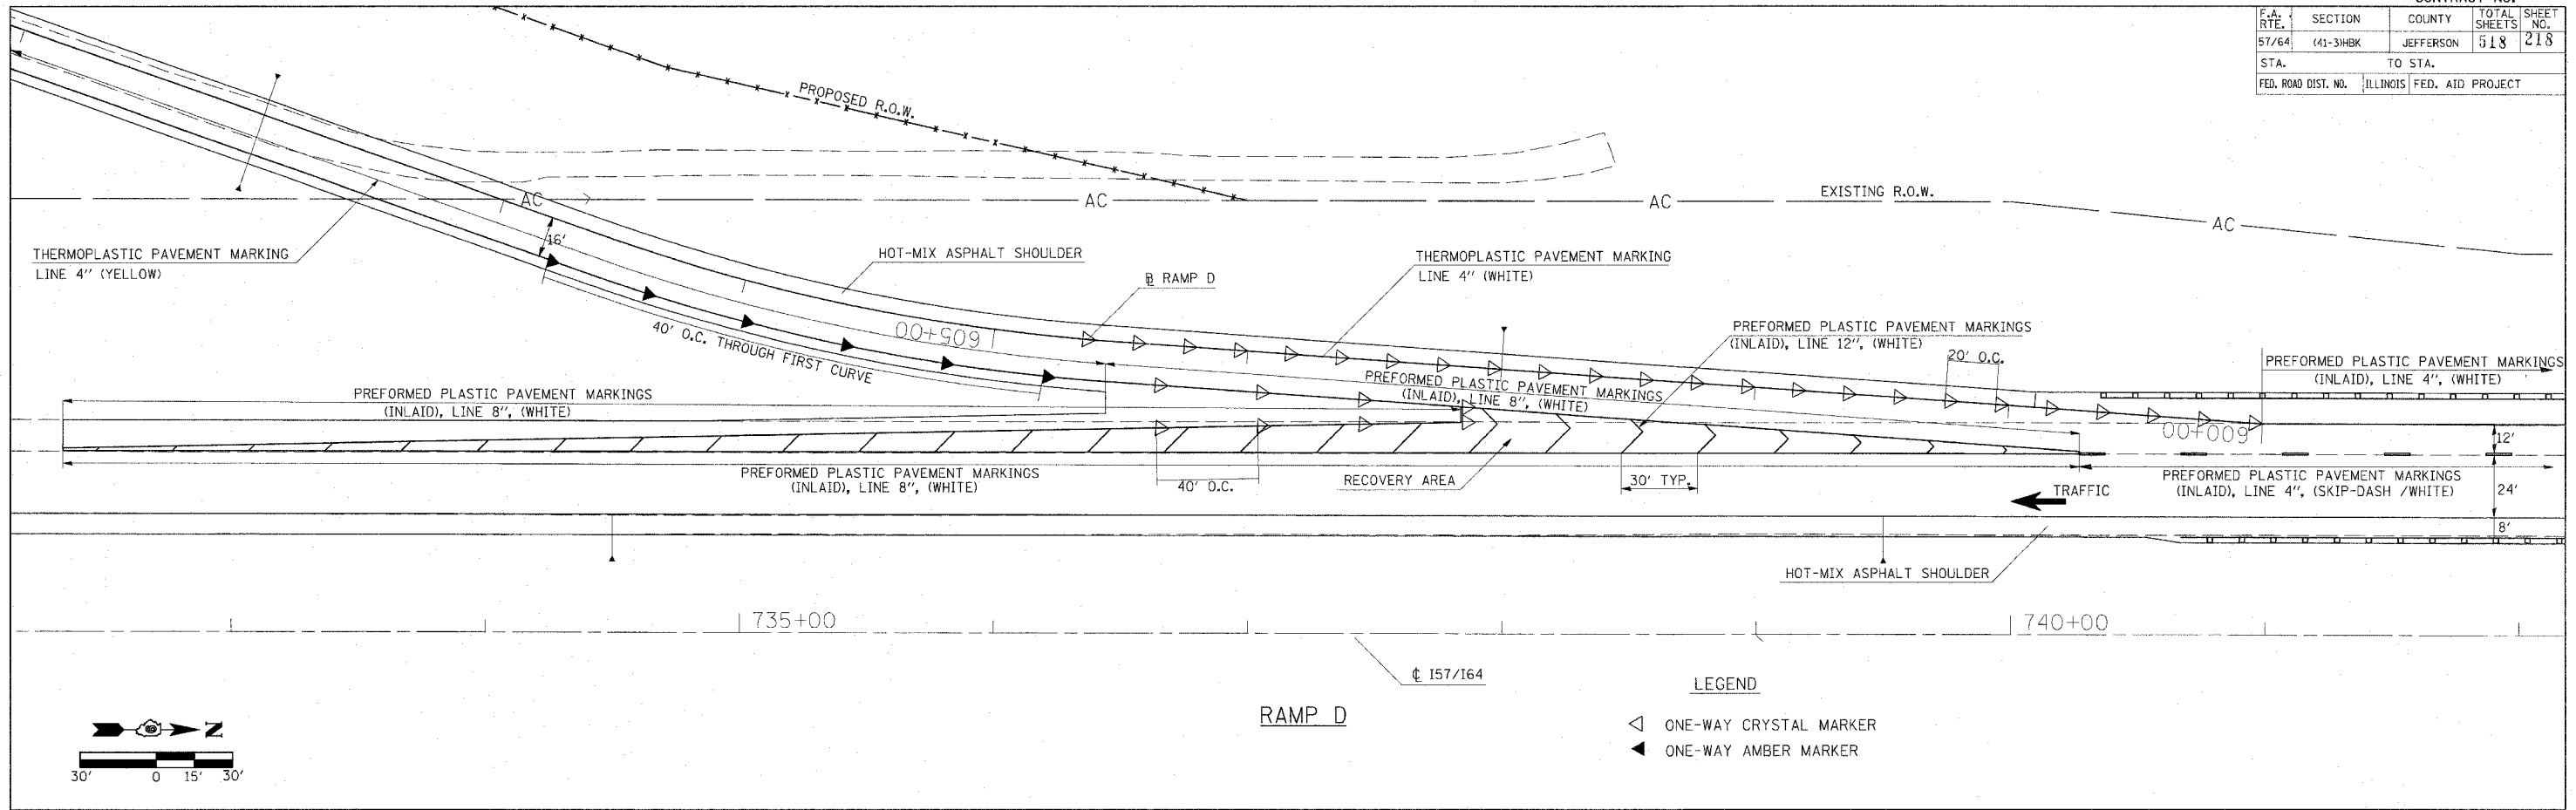 F.A. RTE. SECTION COUNTY TOTAL SHEETS SHEET NO.
57/64 (41-3)HBK JEFFERSON 518 218
STA. TO STA.
FED. ROAD DIST. NO. ILLINOIS FED. AID PROJECT
PROPOSED R.O.W.
AC
AC
AC
EXISTING R.O.W.
AC
16'
THERMOPLASTIC PAVEMENT MARKING
LINE 4" (YELLOW)
HOT-MIX ASPHALT SHOULDER
℄ RAMP D
THERMOPLASTIC PAVEMENT MARKING
LINE 4" (WHITE)
605+00
40' O.C. THROUGH FIRST CURVE
PREFORMED PLASTIC PAVEMENT MARKINGS
(INLAID), LINE 12", (WHITE)
20' O.C.
PREFORMED PLASTIC PAVEMENT MARKINGS
(INLAID), LINE 4", (WHITE)
PREFORMED PLASTIC PAVEMENT MARKINGS
(INLAID), LINE 8", (WHITE)
PREFORMED PLASTIC PAVEMENT MARKINGS
(INLAID), LINE 8", (WHITE)
600+00
12'
PREFORMED PLASTIC PAVEMENT MARKINGS
(INLAID), LINE 8", (WHITE)
40' O.C.
RECOVERY AREA
30' TYP.
TRAFFIC
PREFORMED PLASTIC PAVEMENT MARKINGS
(INLAID), LINE 4", (SKIP-DASH /WHITE)
24'
8'
HOT-MIX ASPHALT SHOULDER
735+00
740+00
℄ I57/I64
RAMP D
LEGEND
ONE-WAY CRYSTAL MARKER
ONE-WAY AMBER MARKER
N
30' 0 15' 30'